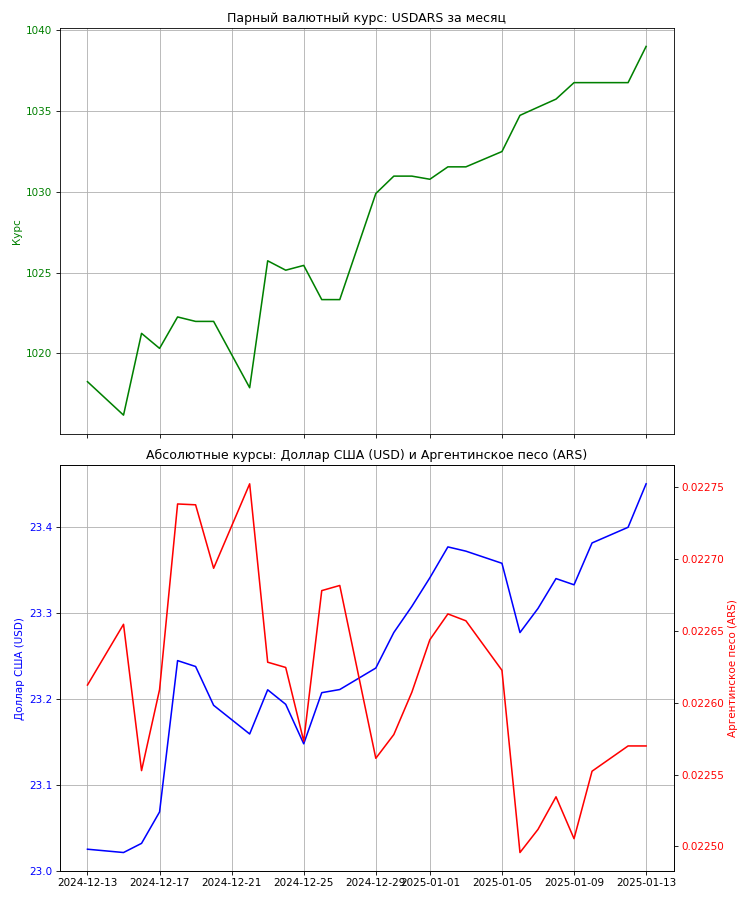 Парный валютный курс: USDARS за месяц
1040
1035
1030
1025
1020
Курс
Абсолютные курсы: Доллар США (USD) и Аргентинское песо (ARS)
23.4
23.3
23.2
23.1
23.0
Доллар США (USD)
0.02275
0.02270
0.02265
0.02260
0.02255
0.02250
Аргентинское песо (ARS)
2024-12-13 2024-12-17 2024-12-21 2024-12-25 2024-12-29 2025-01-01 2025-01-05 2025-01-09 2025-01-13